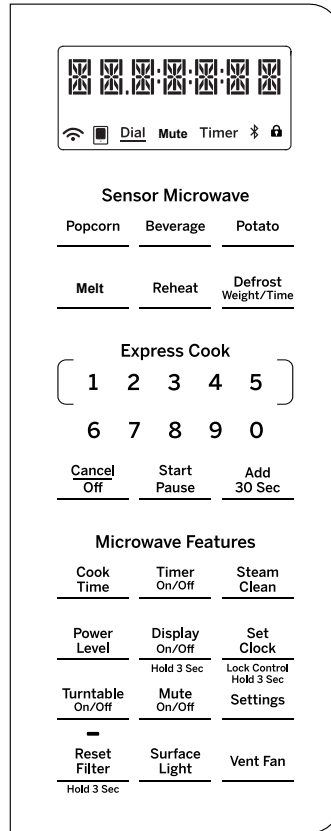 Dial Mute Timer
Sensor Microwave
Popcorn Beverage Potato
Melt Reheat Defrost
Weight/Time
Express Cook
1 2 3 4 5
6 7 8 9 0
Cancel Start Add
Off Pause 30 Sec
Microwave Features
Cook Timer Steam
Time On/Off Clean
Power Display Set
Level On/Off Clock
Hold 3 Sec Lock Control
Hold 3 Sec
Turntable Mute Settings
On/Off On/Off
Reset Surface Vent Fan
Filter Light
Hold 3 Sec